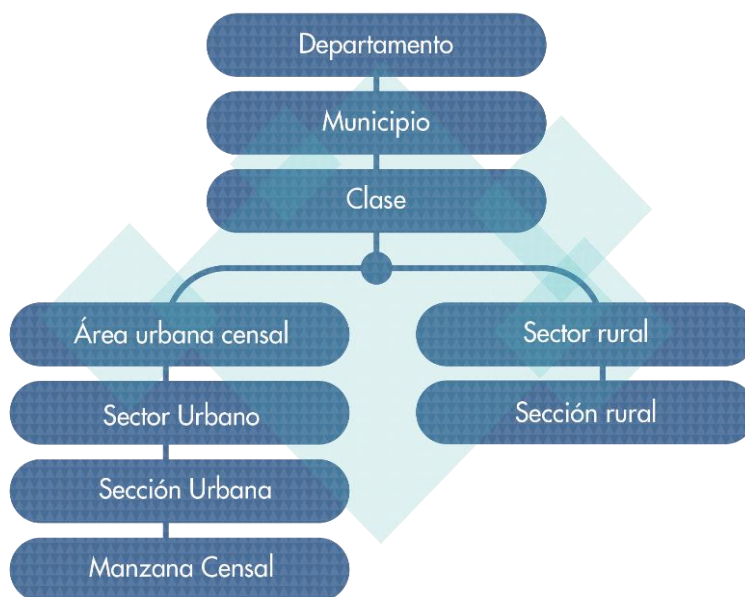 Departamento
Municipio
Clase
Área urbana censal
Sector Urbano
Sección Urbana
Manzana Censal
Sector rural
Sección rural